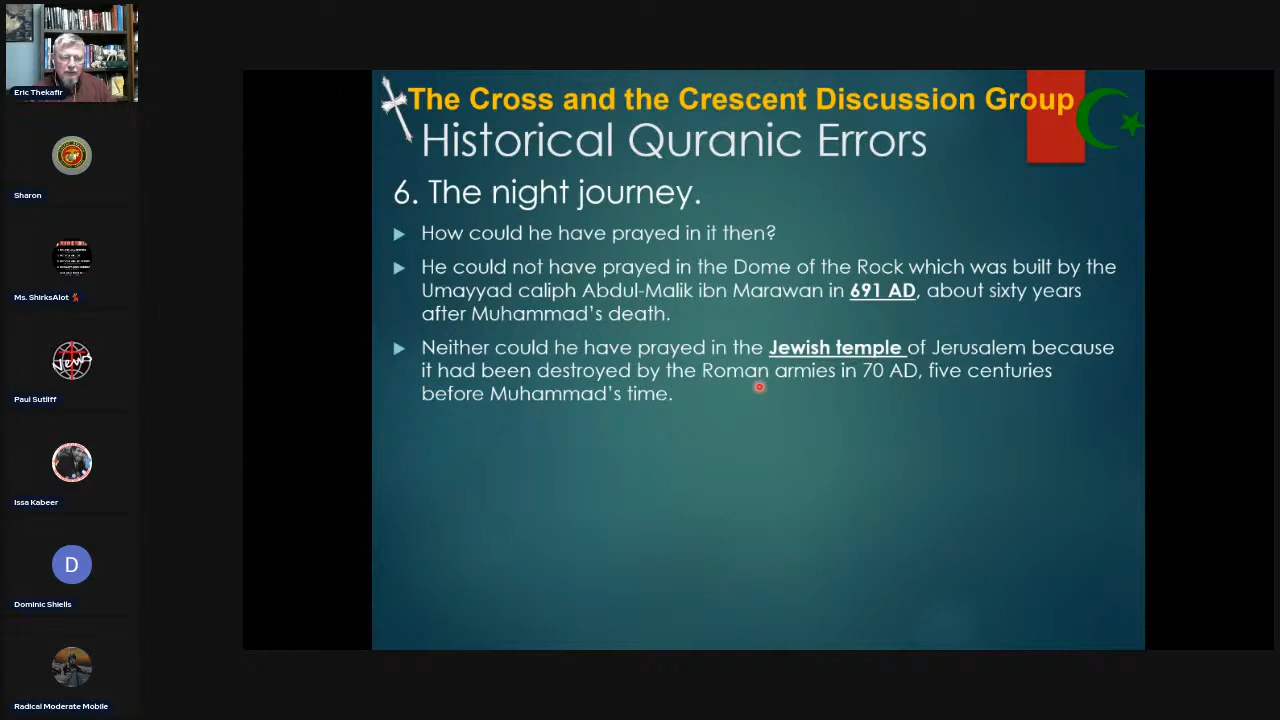 Eric Thekafir
Sharon
Ms. ShirksAlot
Paul Sutliff
Issa Kabeer
D
Dominic Shiells
Radical Moderate Mobile
The Cross and the Crescent Discussion Group
Historical Quranic Errors
6. The night journey.
How could he have prayed in it then?
He could not have prayed in the Dome of the Rock which was built by the
Umayyad caliph Abdul-Malik ibn Marawan in 691 AD, about sixty years
after Muhammad's death.
Neither could he have prayed in the Jewish temple of Jerusalem because
it had been destroyed by the Roman armies in 70 AD, five centuries
before Muhammad's time.